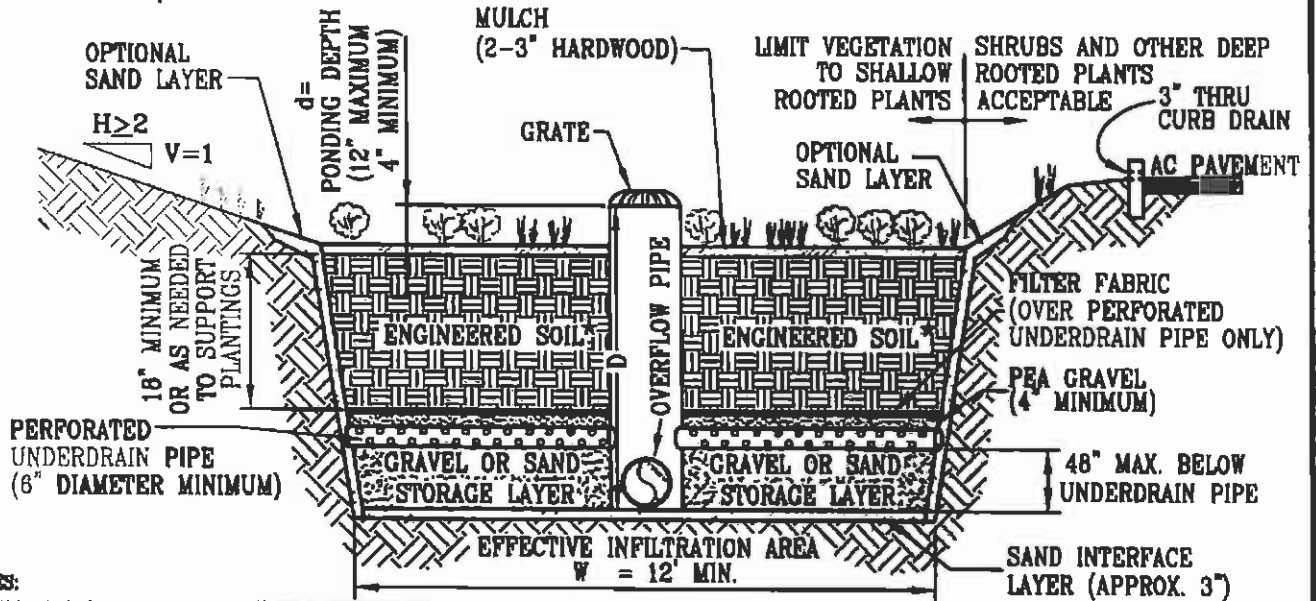 OPTIONAL
SAND LAYER
H≥2
V=1
d=
PONDING DEPTH
(12" MAXIMUM
4" MINIMUM)
MULCH
(2-3" HARDWOOD)
GRATE
LIMIT VEGETATION
TO SHALLOW
ROOTED PLANTS
SHRUBS AND OTHER DEEP
ROOTED PLANTS
ACCEPTABLE
3" THRU
CURB DRAIN
AC PAVEMENT
OPTIONAL
SAND LAYER
18" MINIMUM
OR AS NEEDED
TO SUPPORT
PLANTINGS
ENGINEERED SOIL*
D
OVERFLOW PIPE
ENGINEERED SOIL*
FILTER FABRIC
(OVER PERFORATED
UNDERDRAIN PIPE ONLY)
PEA GRAVEL
(4" MINIMUM)
PERFORATED
UNDERDRAIN PIPE
(6" DIAMETER MINIMUM)
GRAVEL OR SAND
STORAGE LAYER
GRAVEL OR SAND
STORAGE LAYER
48" MAX. BELOW
UNDERDRAIN PIPE
EFFECTIVE INFILTRATION AREA
W = 12' MIN.
SAND INTERFACE
LAYER (APPROX. 3")